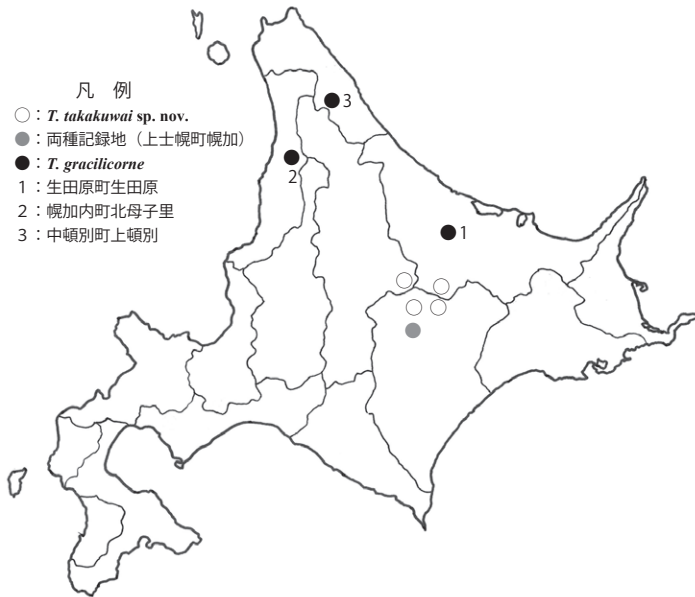 凡 例
○：T. takakuwai sp. nov.
●：両種記録地（上士幌町幌加）
●：T. gracilicorne
1：生田原町生田原
2：幌加内町北母子里
3：中頓別町上頓別
3
2
1